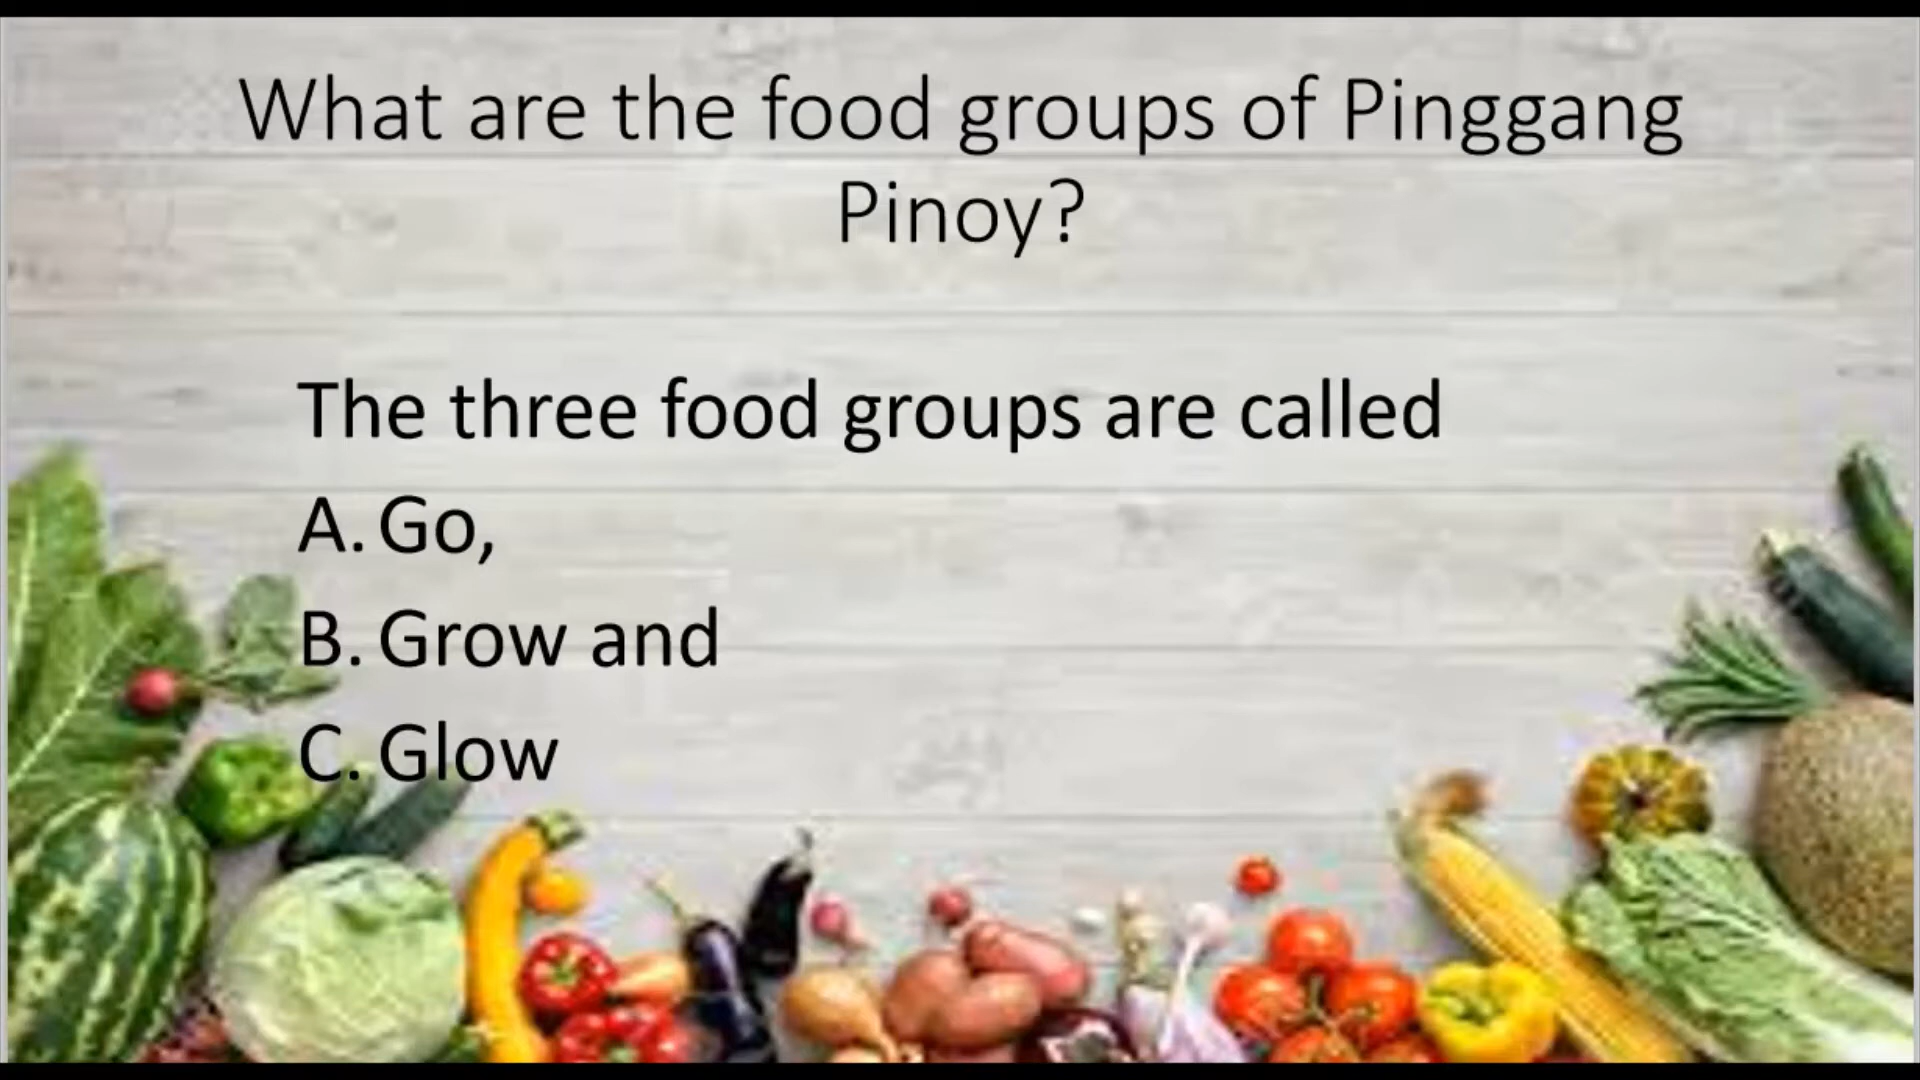 What are the food groups of Pinggang
Pinoy?
The three food groups are called
A. Go,
B. Grow and
C. Glow